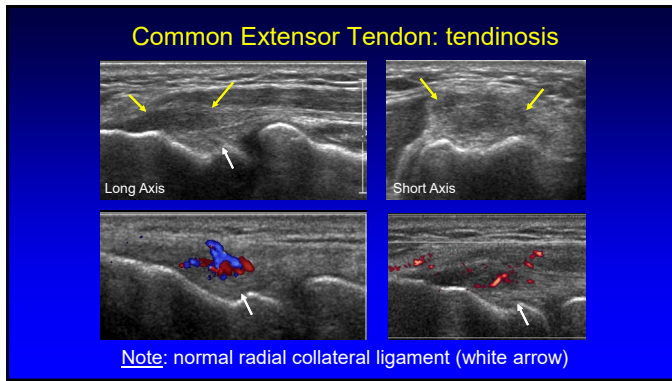 Common Extensor Tendon: tendinosis
Long Axis
Short Axis
Note: normal radial collateral ligament (white arrow)